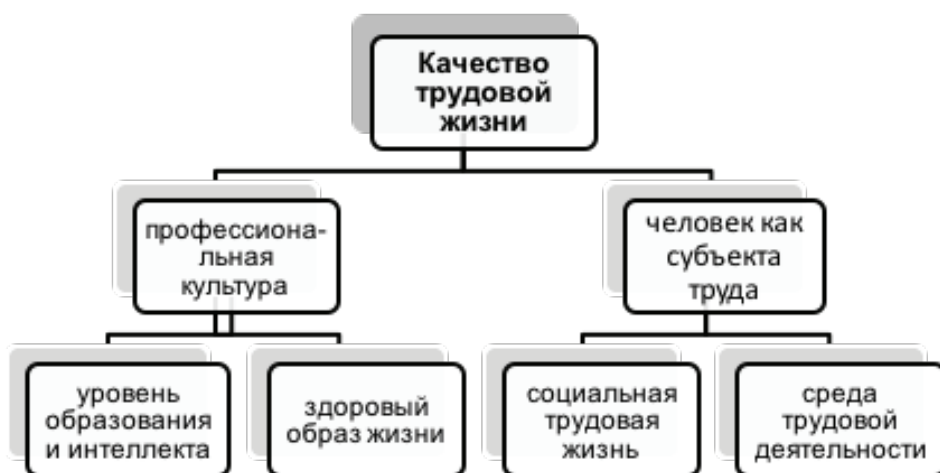 Качество
трудовой
жизни
профессиона-
льная
культура
человек как
субъекта
труда
уровень
образования
и интеллекта
здоровый
образ жизни
социальная
трудовая
жизнь
среда
трудовой
деятельности